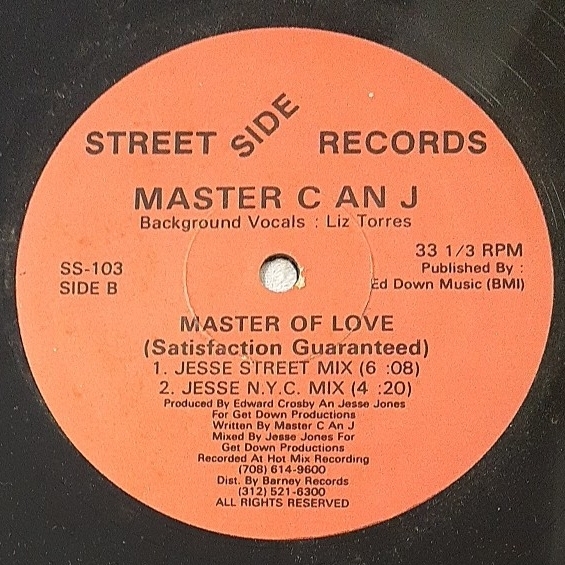 STREET SIDE RECORDS
MASTER C AN J
Background Vocals : Liz Torres
33 1/3 RPM
SS-103
Published By :
SIDE B
Ed Down Music (BMI)
MASTER OF LOVE
(Satisfaction Guaranteed)
1. JESSE STREET MIX (6 :08)
2. JESSE N.Y.C. MIX (4 :20)
Produced By Edward Crosby An Jesse Jones
For Get Down Productions
Written By Master C An J
Mixed By Jesse Jones For
Get Down Productions
Recorded At Hot Mix Recording
(708) 614-9600
Dist. By Barney Records
(312) 521-6300
ALL RIGHTS RESERVED